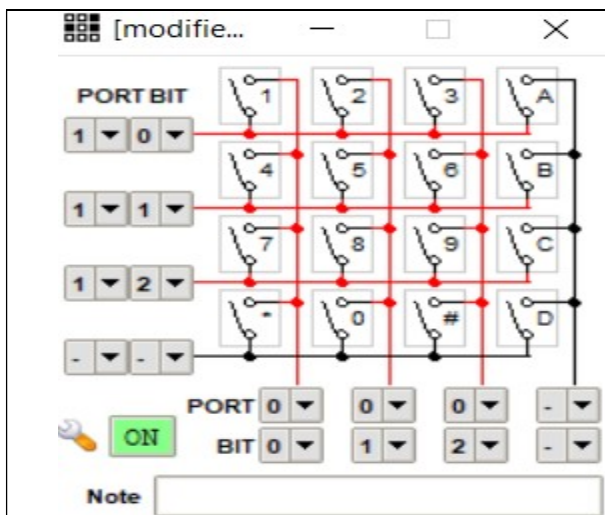 [modifie...
PORT BIT
1 2 3 A
1 0
4 5 6 B
1 1
7 8 9 C
1 2
* 0 # D
- -
PORT 0 0 0 -
ON BIT 0 1 2 -
Note